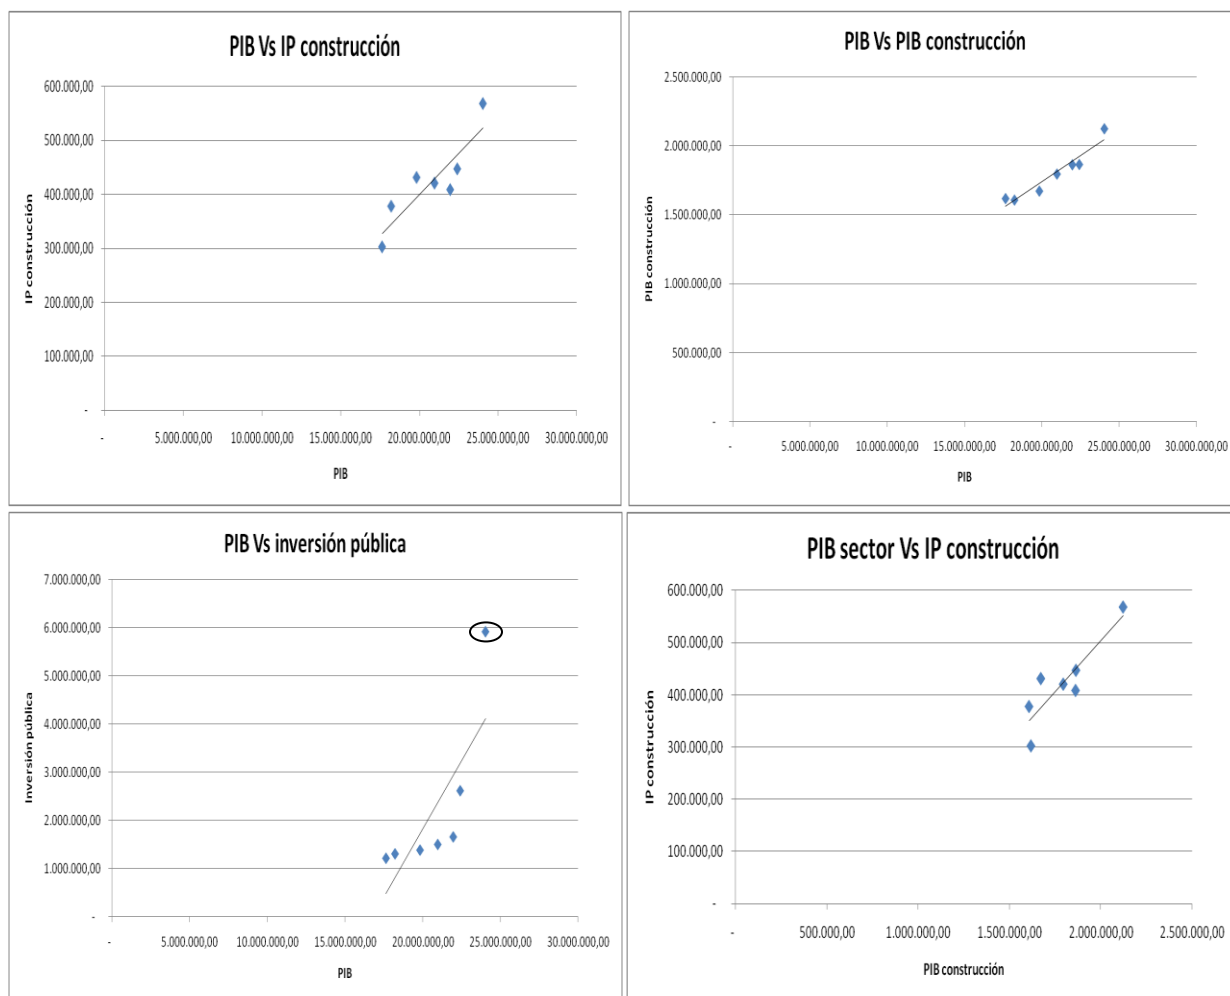 PIB Vs IP construcción
600.000,00
500.000,00
400.000,00
300.000,00
200.000,00
100.000,00
-
IP construcción
- 5.000.000,00 10.000.000,00 15.000.000,00 20.000.000,00 25.000.000,00 30.000.000,00
PIB
PIB Vs PIB construcción
2.500.000,00
2.000.000,00
1.500.000,00
1.000.000,00
500.000,00
-
PIB construcción
- 5.000.000,00 10.000.000,00 15.000.000,00 20.000.000,00 25.000.000,00 30.000.000,00
PIB
PIB Vs inversión pública
7.000.000,00
6.000.000,00
5.000.000,00
4.000.000,00
3.000.000,00
2.000.000,00
1.000.000,00
-
Inversión pública
- 5.000.000,00 10.000.000,00 15.000.000,00 20.000.000,00 25.000.000,00 30.000.000,00
PIB
PIB sector Vs IP construcción
600.000,00
500.000,00
400.000,00
300.000,00
200.000,00
100.000,00
-
IP construcción
- 500.000,00 1.000.000,00 1.500.000,00 2.000.000,00 2.500.000,00
PIB construcción